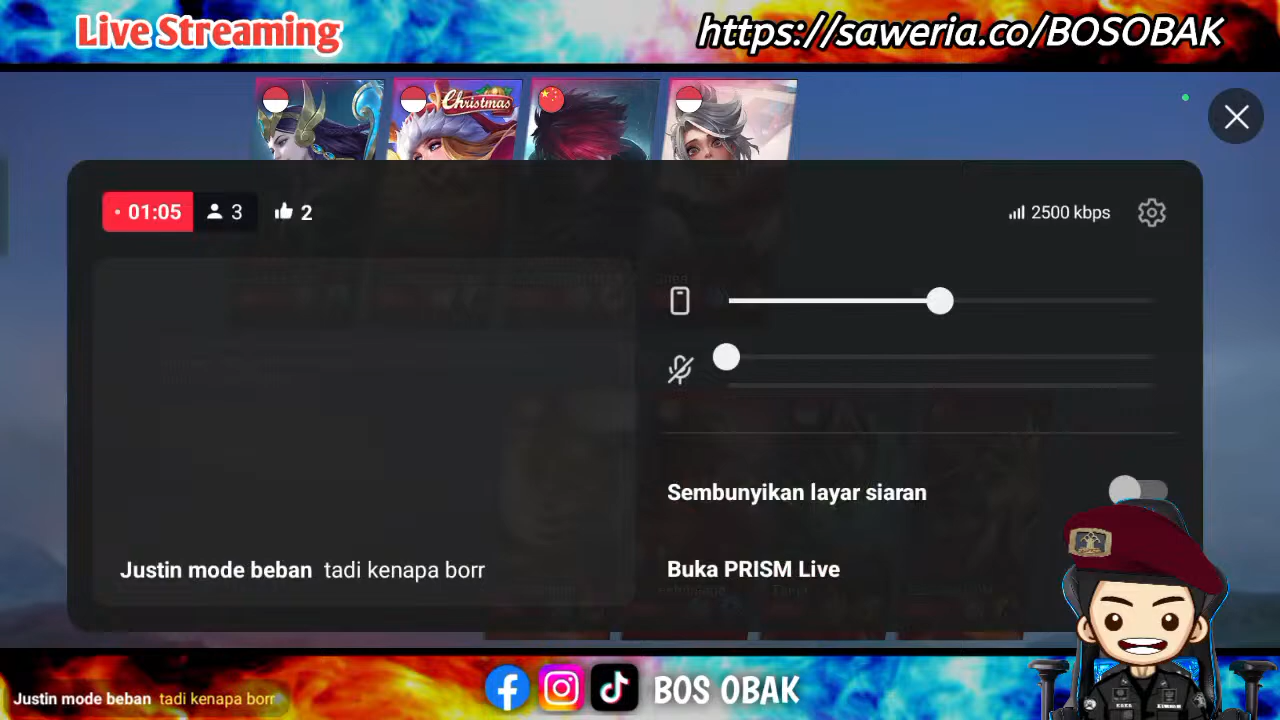 Live Streaming
https://saweria.co/BOSOBAK
Christmas
01:05
3
2
2500 kbps
Sembunyikan layar siaran
Justin mode beban tadi kenapa borr
Buka PRISM Live
Justin mode beban tadi kenapa borr
BOS OBAK